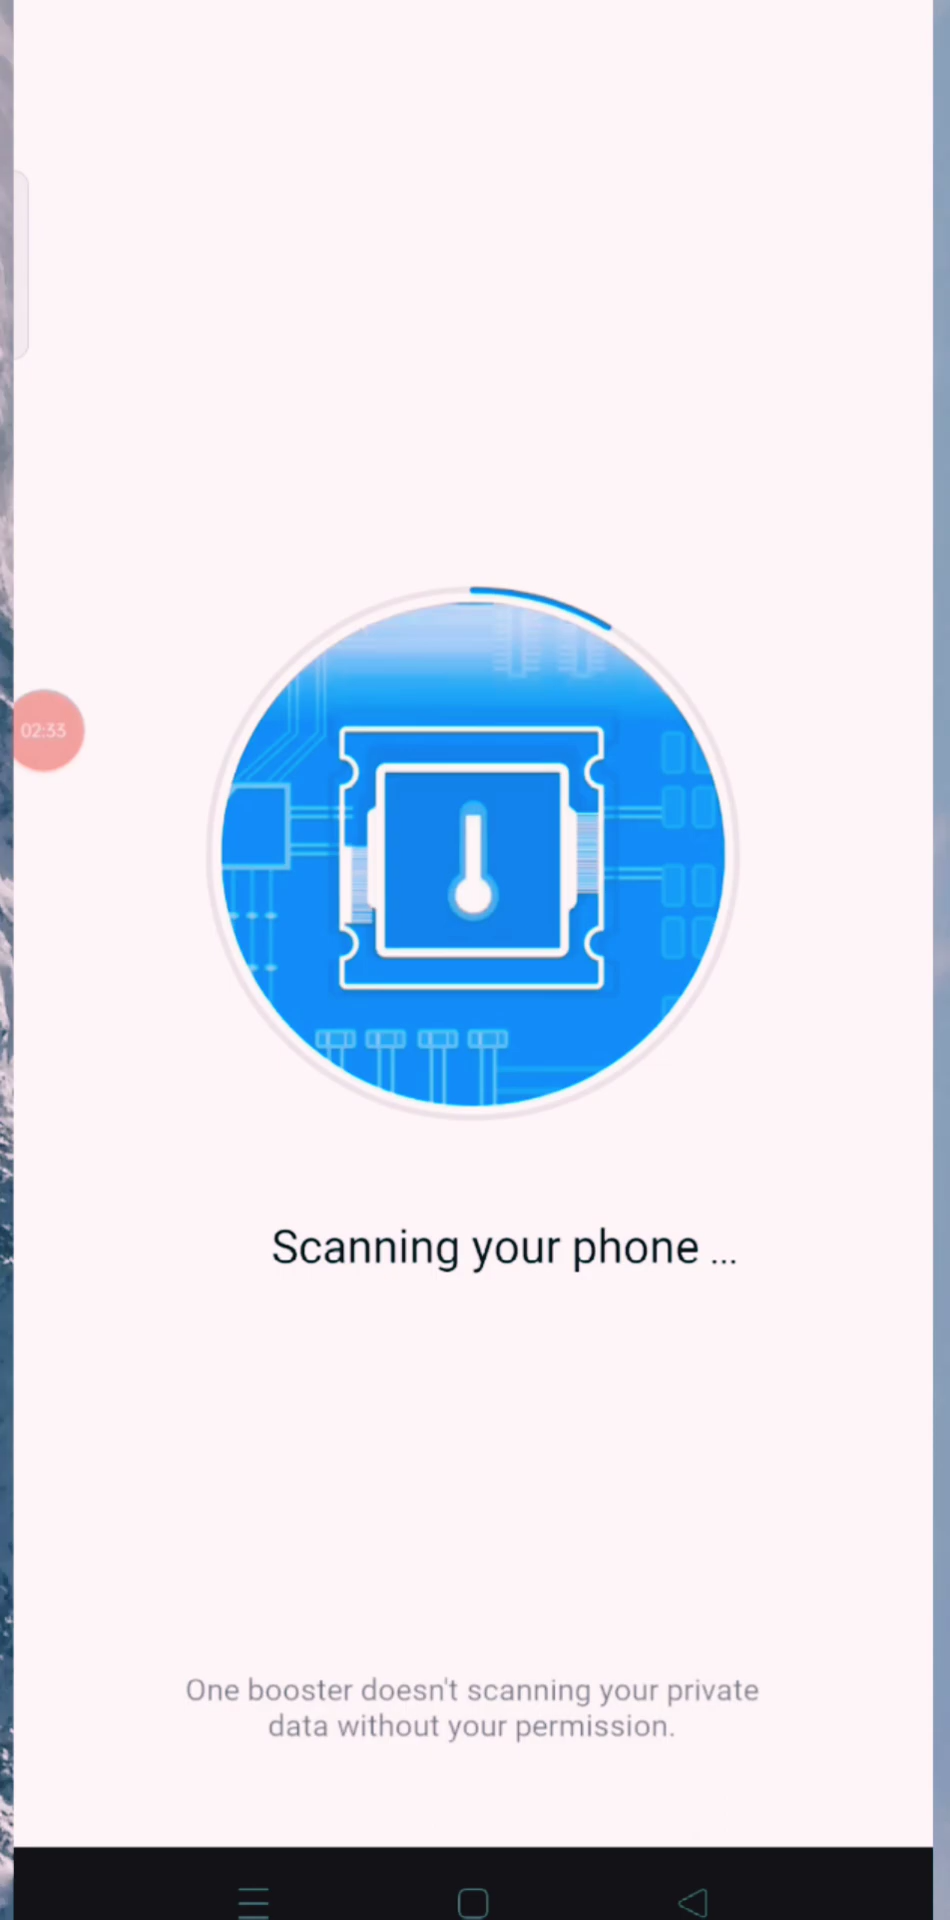 02:33
Scanning your phone ...
One booster doesn't scanning your private
data without your permission.